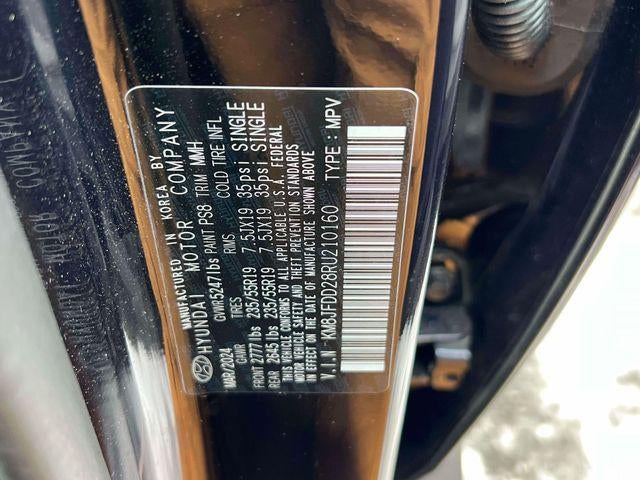 MANUFACTURED IN KOREA BY
HYUNDAI MOTOR COMPANY
MAR/2024 GVWR 5247lbs PAINT PS8 TRIM MMH
GAWR TIRES RIMS COLD TIRE INFL
FRONT 2777 lbs 235/55R19 7.5JX19 35psi SINGLE
REAR 2645 lbs 235/55R19 7.5JX19 35psi SINGLE
THIS VEHICLE CONFORMS TO ALL APPLICABLE U.S.A. FEDERAL
MOTOR VEHICLE SAFETY AND THEFT PREVENTION STANDARDS
IN EFFECT ON THE DATE OF MANUFACTURE SHOWN ABOVE
V.I.N : KM8JFDD28RU210160 TYPE : MPV